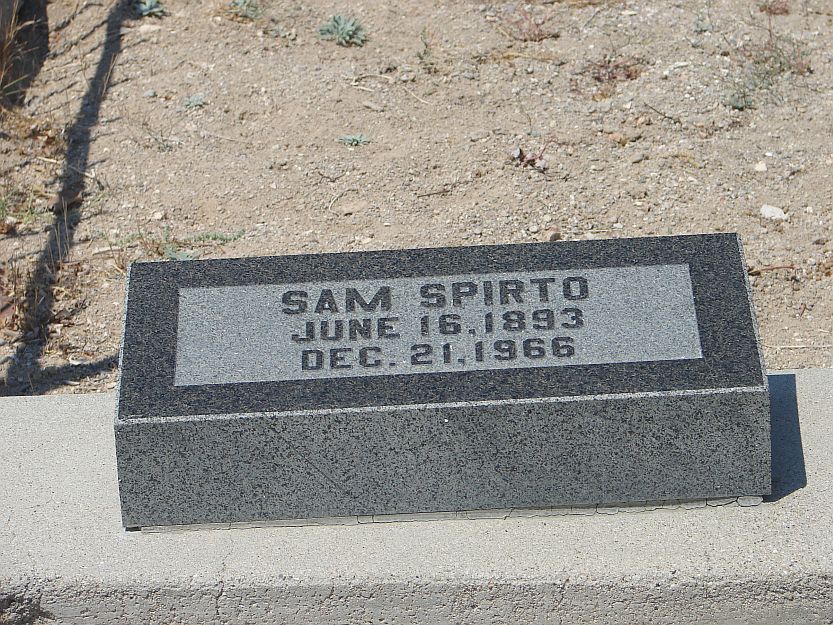 SAM SPIRTO
JUNE 16,1893
DEC. 21,1966